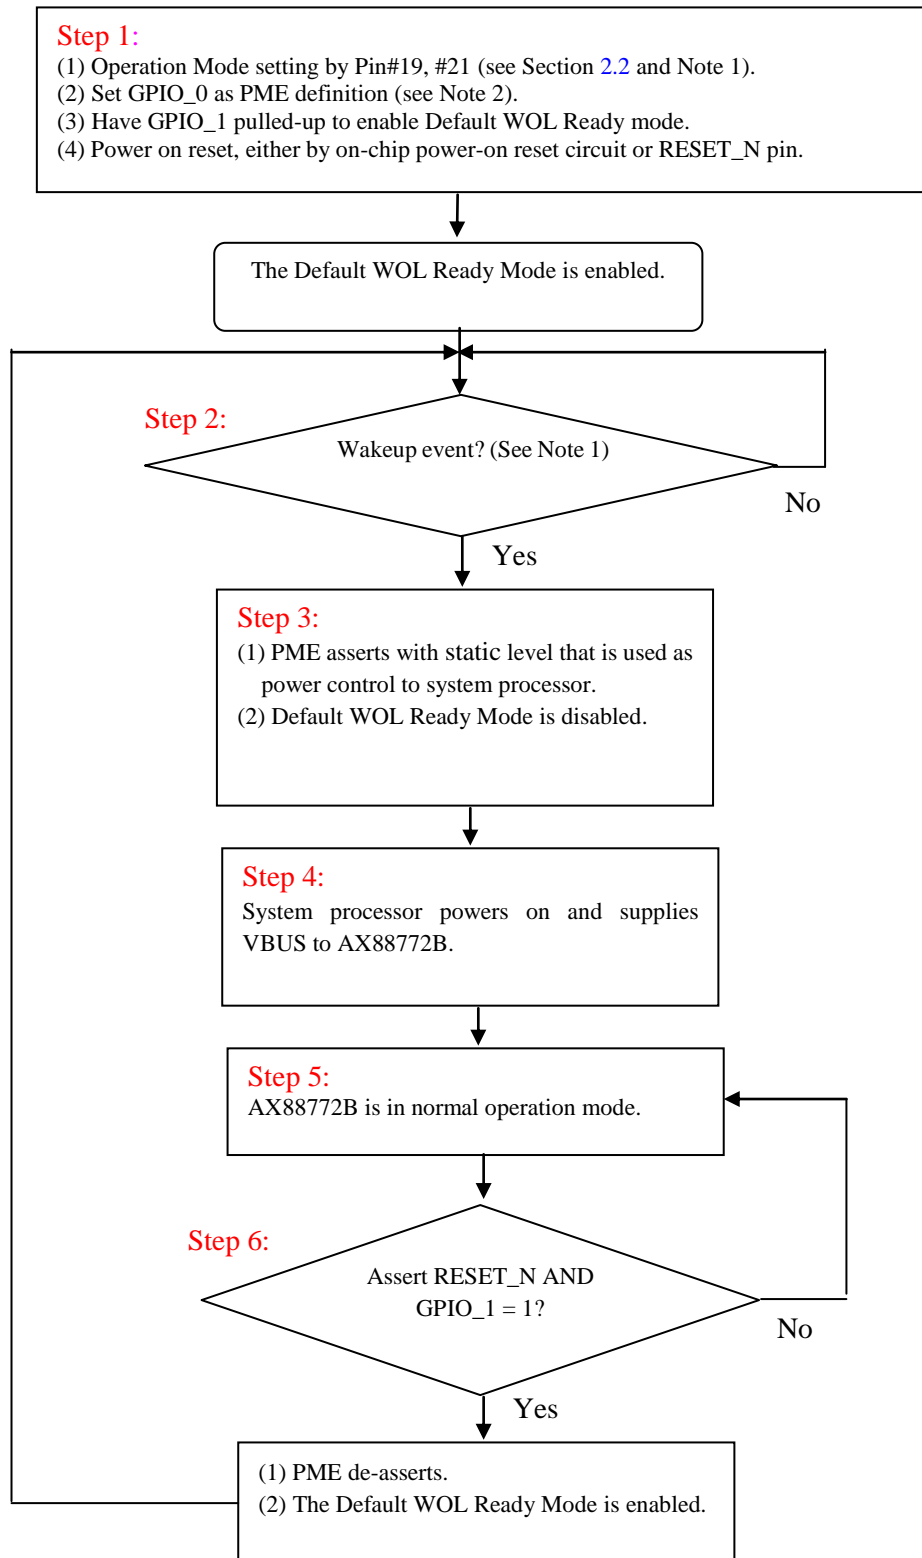 Step 1:
(1) Operation Mode setting by Pin#19, #21 (see Section 2.2 and Note 1).
(2) Set GPIO_0 as PME definition (see Note 2).
(3) Have GPIO_1 pulled-up to enable Default WOL Ready mode.
(4) Power on reset, either by on-chip power-on reset circuit or RESET_N pin.
The Default WOL Ready Mode is enabled.
Step 2:
Wakeup event? (See Note 1)
No
Yes
Step 3:
(1) PME asserts with static level that is used as
power control to system processor.
(2) Default WOL Ready Mode is disabled.
Step 4:
System processor powers on and supplies
VBUS to AX88772B.
Step 5:
AX88772B is in normal operation mode.
Step 6:
Assert RESET_N AND
GPIO_1 = 1?
No
Yes
(1) PME de-asserts.
(2) The Default WOL Ready Mode is enabled.